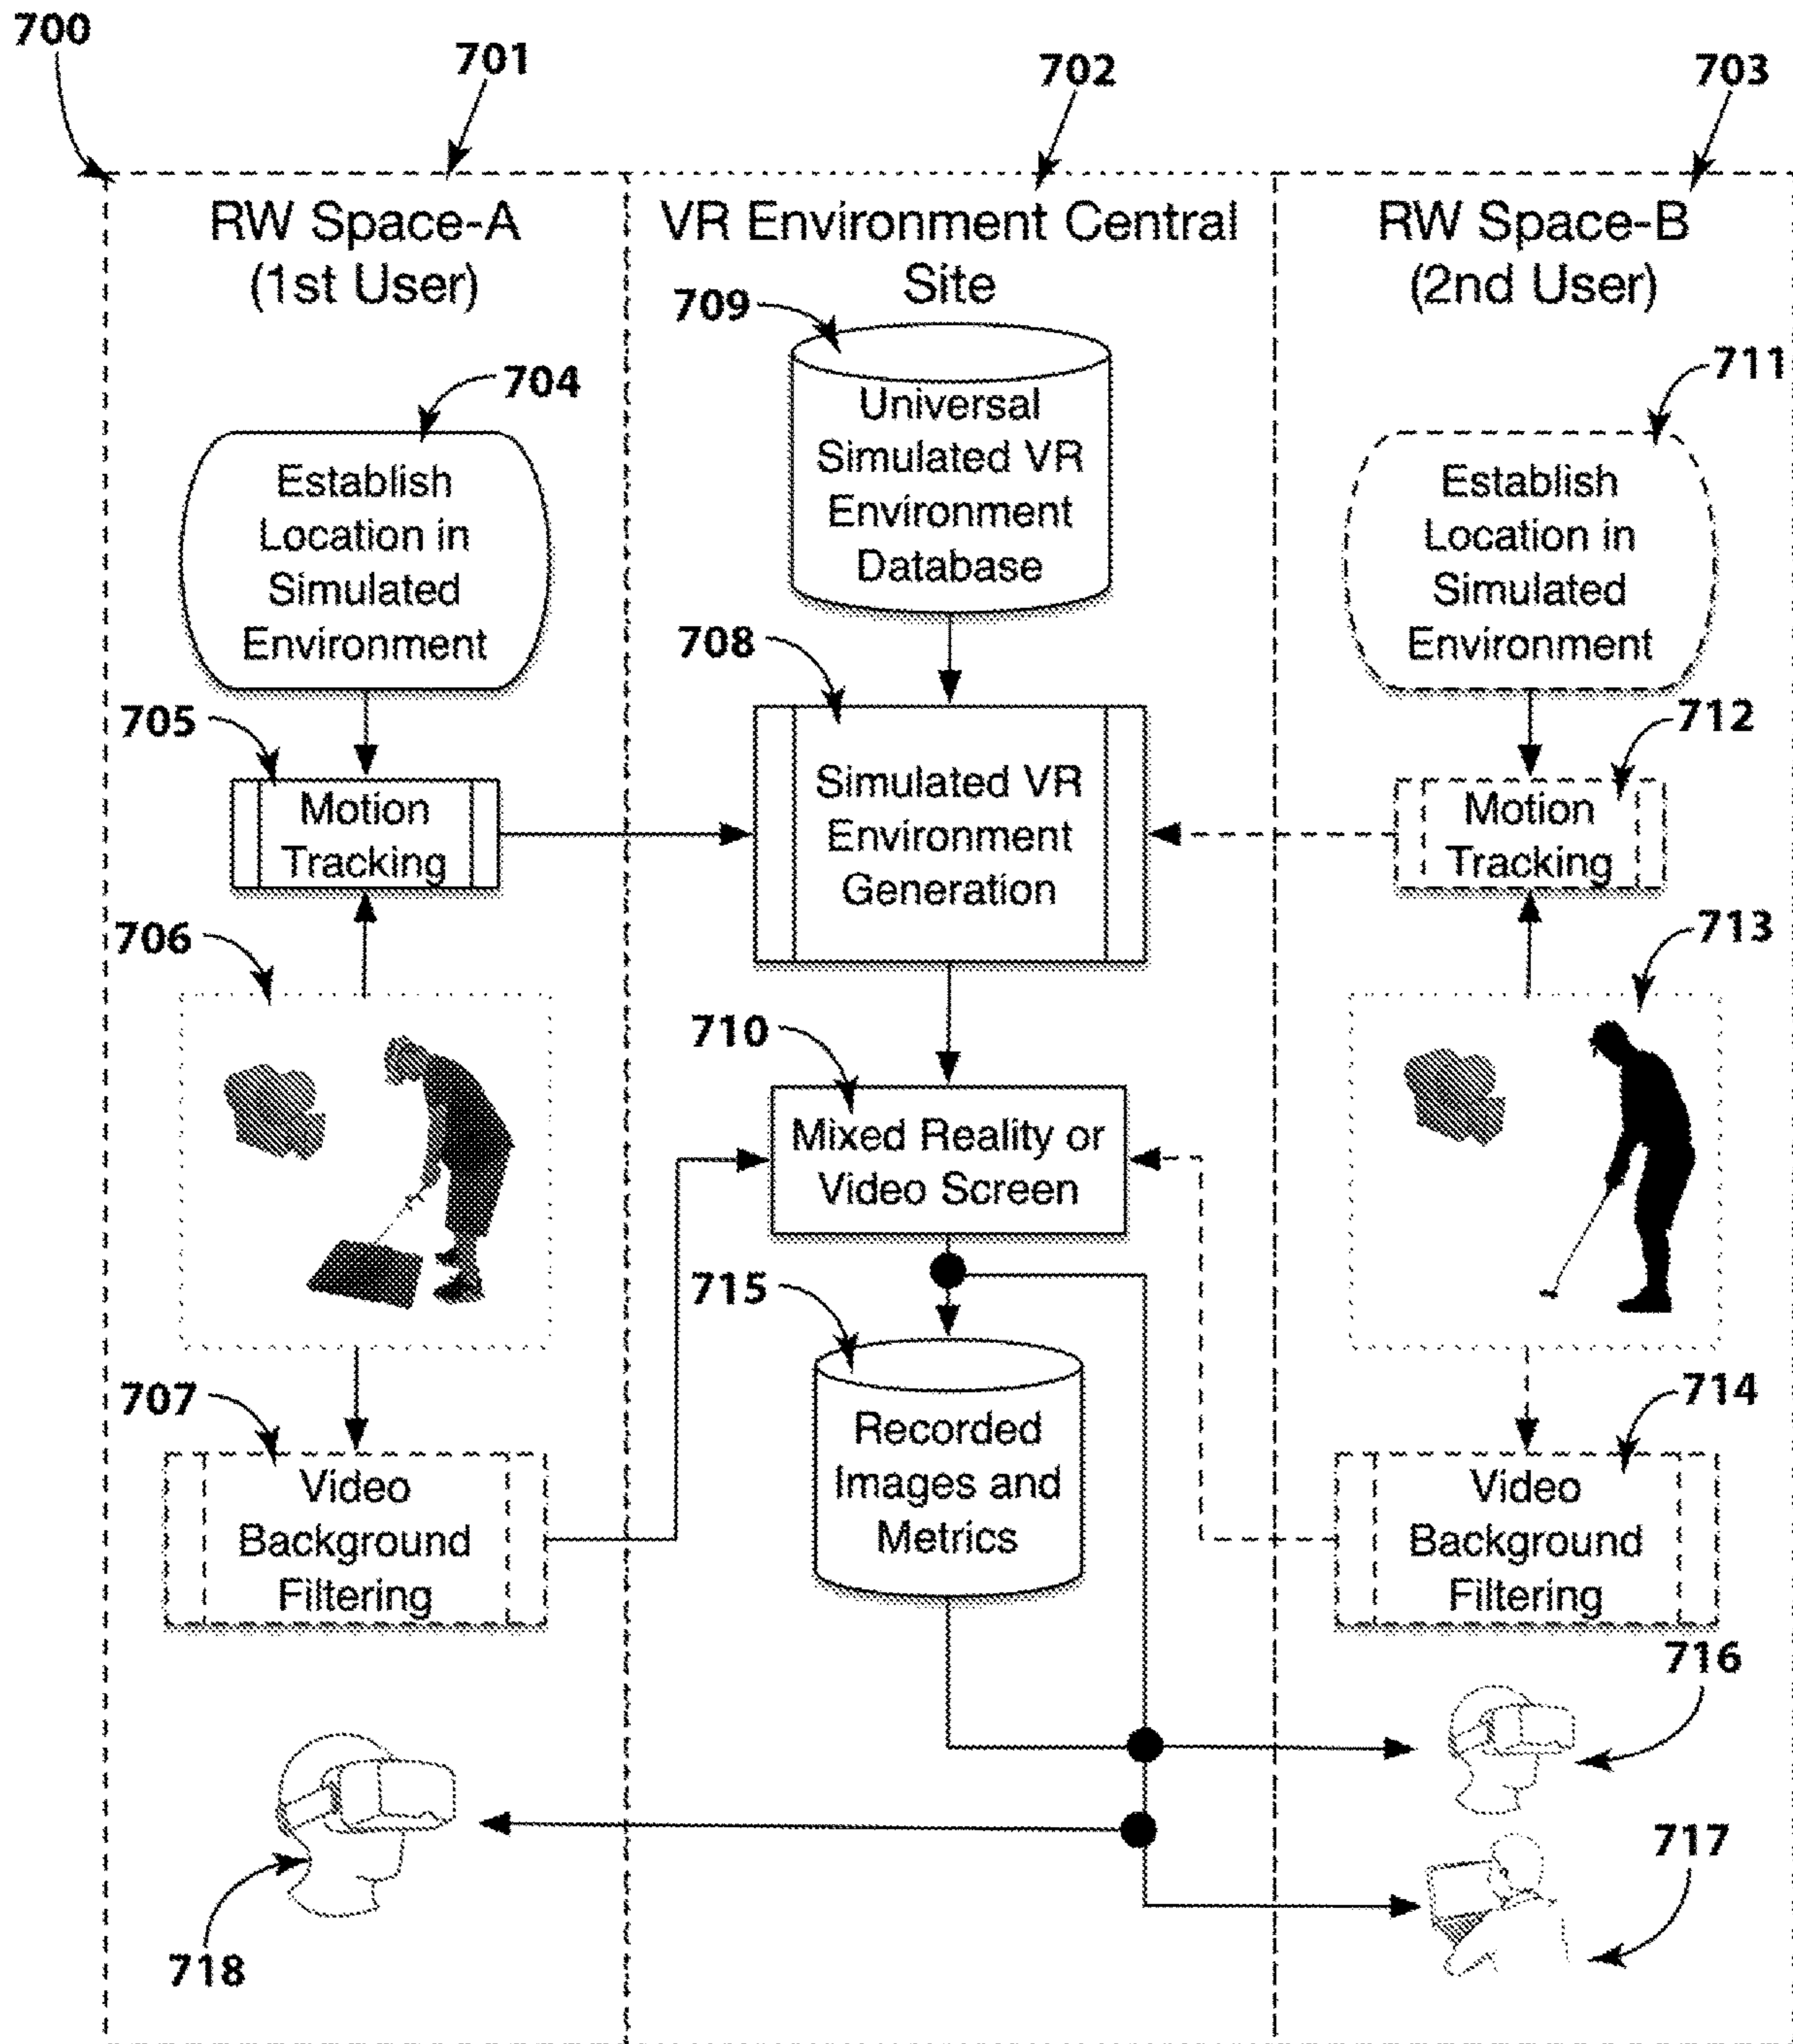 700
701
702
703
RW Space-A
(1st User)
VR Environment Central
Site
RW Space-B
(2nd User)
704
Establish
Location in
Simulated
Environment
705
Motion
Tracking
706
707
Video
Background
Filtering
718
709
Universal
Simulated VR
Environment
Database
708
Simulated VR
Environment
Generation
710
Mixed Reality or
Video Screen
715
Recorded
Images and
Metrics
711
Establish
Location in
Simulated
Environment
712
Motion
Tracking
713
714
Video
Background
Filtering
716
717